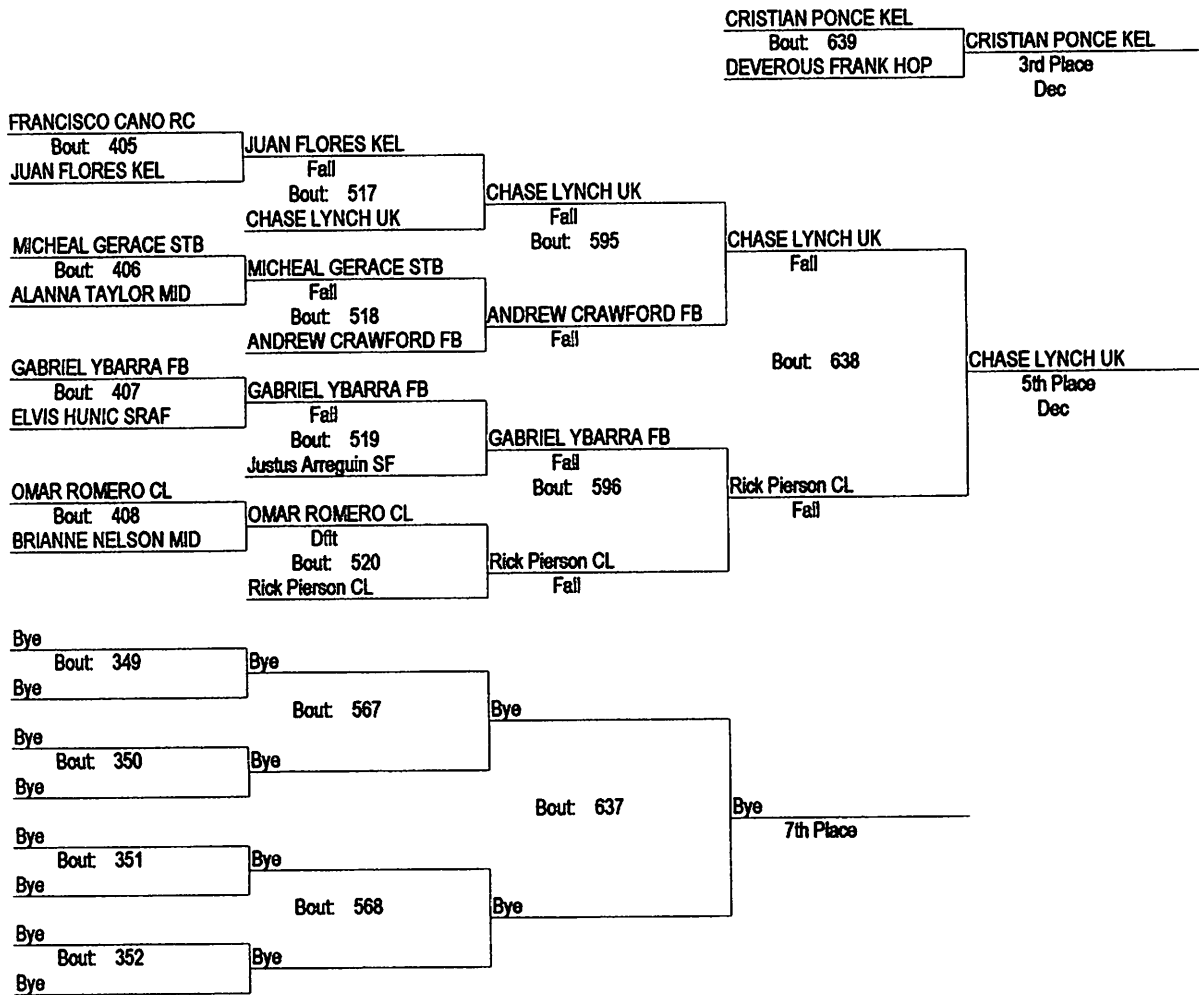 CRISTIAN PONCE KEL
Bout: 639
DEVEROUS FRANK HOP
CRISTIAN PONCE KEL
3rd Place
Dec
FRANCISCO CANO RC
Bout: 405
JUAN FLORES KEL
MICHEAL GERACE STB
Bout: 406
ALANNA TAYLOR MID
GABRIEL YBARRA FB
Bout: 407
ELVIS HUNIC SRAF
OMAR ROMERO CL
Bout: 408
BRIANNE NELSON MID
JUAN FLORES KEL
Fall
Bout: 517
CHASE LYNCH UK
MICHEAL GERACE STB
Fall
Bout: 518
ANDREW CRAWFORD FB
GABRIEL YBARRA FB
Fall
Bout: 519
Justus Arreguin SF
OMAR ROMERO CL
Dflt
Bout: 520
Rick Pierson CL
CHASE LYNCH UK
Fall
Bout: 595
ANDREW CRAWFORD FB
Fall
GABRIEL YBARRA FB
Fall
Bout: 596
Rick Pierson CL
Fall
CHASE LYNCH UK
Fall
Bout: 638
Rick Pierson CL
Fall
CHASE LYNCH UK
5th Place
Dec
Bye
Bout: 349
Bye
Bye
Bout: 350
Bye
Bye
Bout: 351
Bye
Bye
Bout: 352
Bye
Bye
Bout: 567
Bye
Bye
Bout: 568
Bye
Bye
Bout: 637
Bye
Bye
7th Place